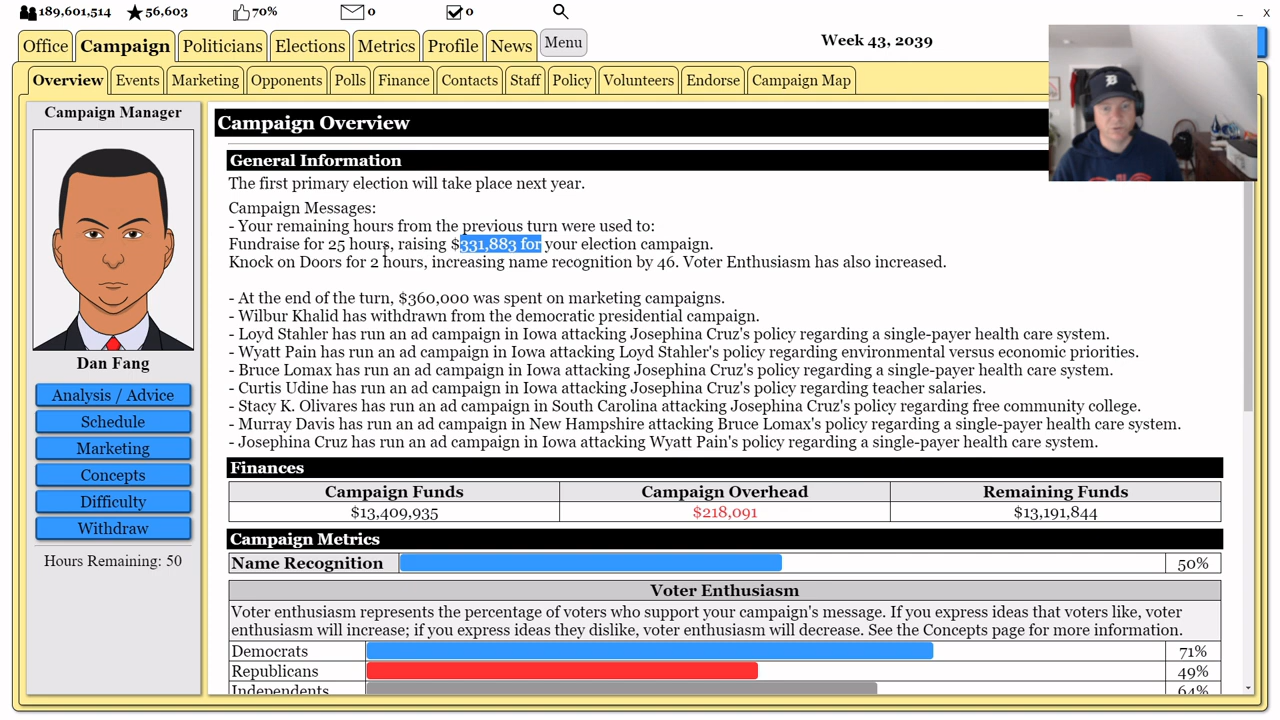 189,601,514 56,603 70% 0 0
_ X
Office Campaign Politicians Elections Metrics Profile News Menu
Week 43, 2039
Overview Events Marketing Opponents Polls Finance Contacts Staff Policy Volunteers Endorse Campaign Map
Campaign Manager
Dan Fang
Analysis / Advice
Schedule
Marketing
Concepts
Difficulty
Withdraw
Hours Remaining: 50
Campaign Overview
General Information
The first primary election will take place next year.
Campaign Messages:
- Your remaining hours from the previous turn were used to:
Fundraise for 25 hours, raising $331,883 for your election campaign.
Knock on Doors for 2 hours, increasing name recognition by 46. Voter Enthusiasm has also increased.
- At the end of the turn, $360,000 was spent on marketing campaigns.
- Wilbur Khalid has withdrawn from the democratic presidential campaign.
- Loyd Stahler has run an ad campaign in Iowa attacking Josephina Cruz's policy regarding a single-payer health care system.
- Wyatt Pain has run an ad campaign in Iowa attacking Loyd Stahler's policy regarding environmental versus economic priorities.
- Bruce Lomax has run an ad campaign in Iowa attacking Josephina Cruz's policy regarding a single-payer health care system.
- Curtis Udine has run an ad campaign in Iowa attacking Josephina Cruz's policy regarding teacher salaries.
- Stacy K. Olivares has run an ad campaign in South Carolina attacking Josephina Cruz's policy regarding free community college.
- Murray Davis has run an ad campaign in New Hampshire attacking Bruce Lomax's policy regarding a single-payer health care system.
- Josephina Cruz has run an ad campaign in Iowa attacking Wyatt Pain's policy regarding a single-payer health care system.
Finances
Campaign Funds Campaign Overhead Remaining Funds
$13,409,935 $218,091 $13,191,844
Campaign Metrics
Name Recognition 50%
Voter Enthusiasm
Voter enthusiasm represents the percentage of voters who support your campaign's message. If you express ideas that voters like, voter
enthusiasm will increase; if you express ideas they dislike, voter enthusiasm will decrease. See the Concepts page for more information.
Democrats 71%
Republicans 49%
Independents 64%